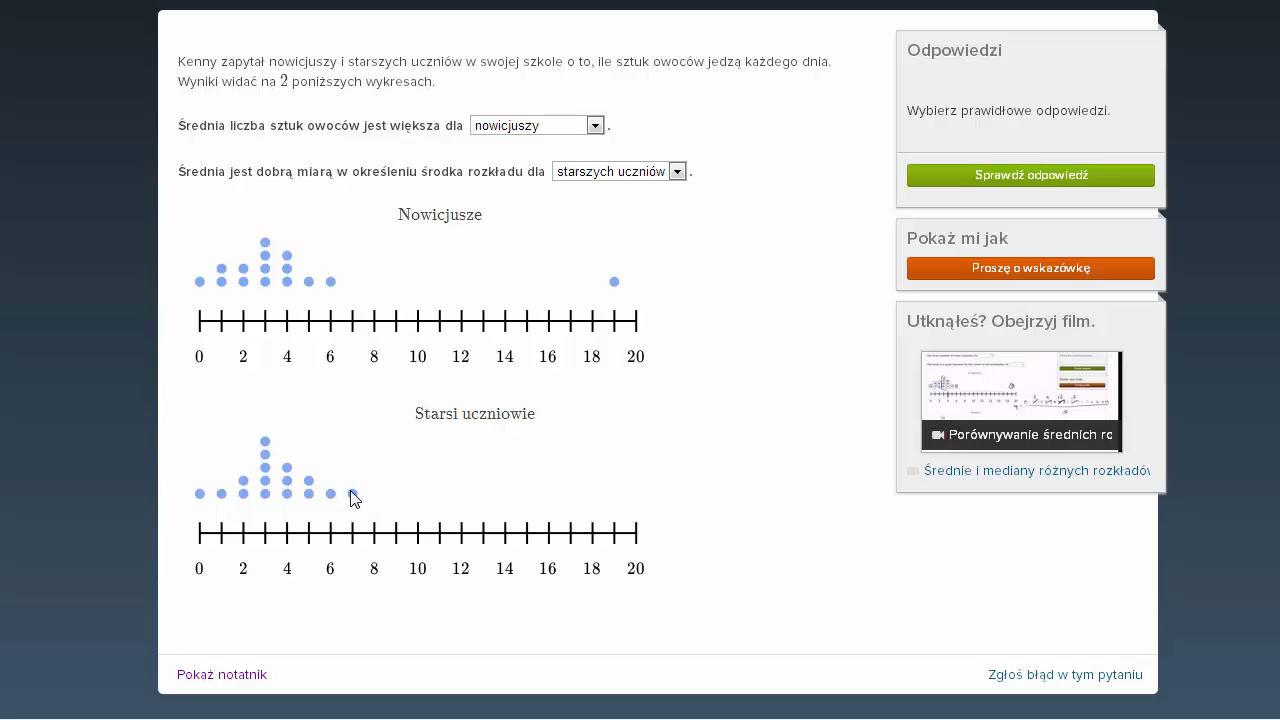 Kenny zapytał nowicjuszy i starszych uczniów w swojej szkole o to, ile sztuk owoców jedzą każdego dnia.
Wyniki widać na 2 poniższych wykresach.
Średnia liczba sztuk owoców jest większa dla nowicjuszy .
Średnia jest dobrą miarą w określeniu środka rozkładu dla starszych uczniów .
Nowicjusze
0 2 4 6 8 10 12 14 16 18 20
Starsi uczniowie
0 2 4 6 8 10 12 14 16 18 20
Pokaż notatnik
Zgłoś błąd w tym pytaniu
Odpowiedzi
Wybierz prawidłowe odpowiedzi.
Sprawdź odpowiedź
Pokaż mi jak
Proszę o wskazówkę
Utknąłeś? Obejrzyj film.
Porównywanie średnich ro
Średnie i mediany różnych rozkładów